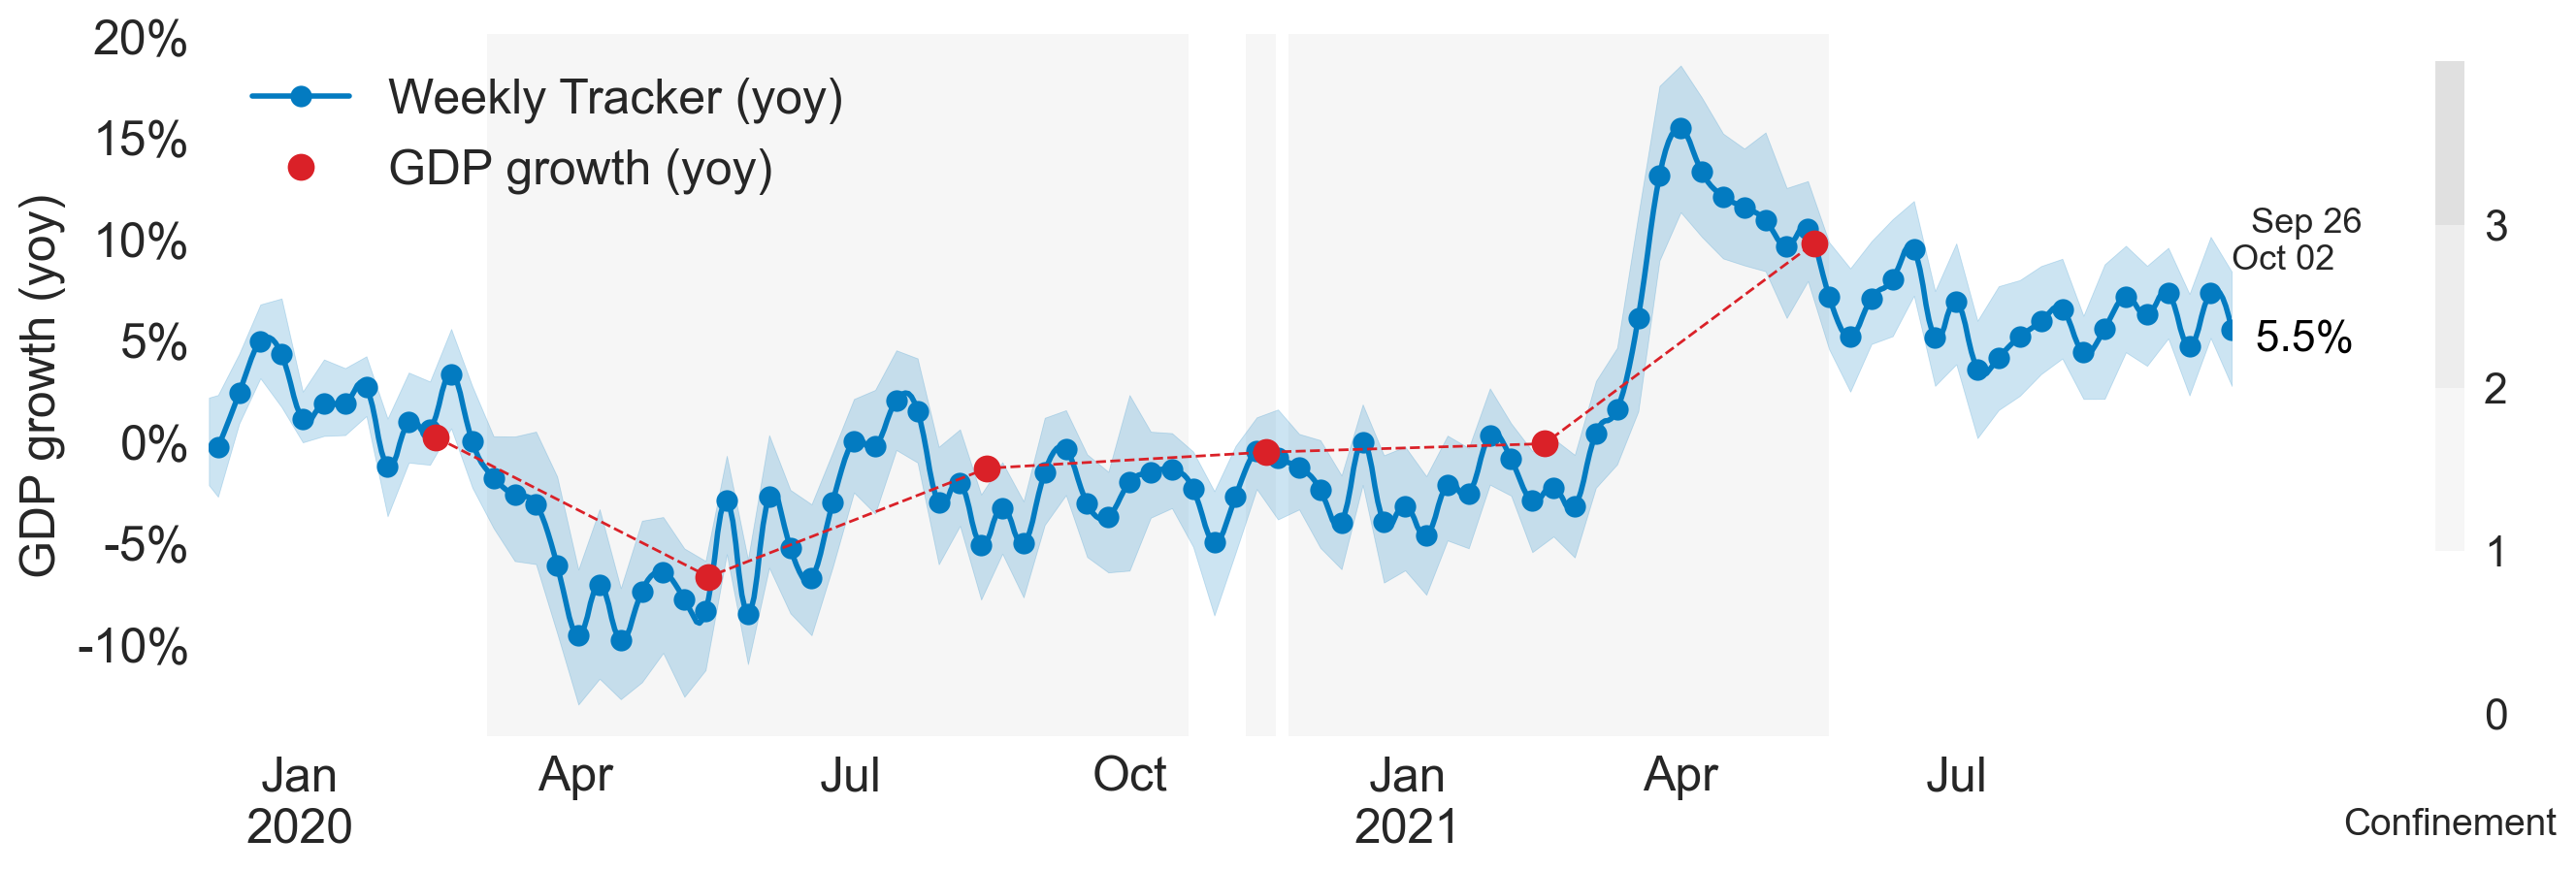 20%
15%
10%
5%
0%
-5%
-10%
GDP growth (yoy)
Weekly Tracker (yoy)
GDP growth (yoy)
Sep 26
Oct 02
5.5%
3
2
1
0
Jan
2020
Apr
Jul
Oct
Jan
2021
Apr
Jul
Confinement